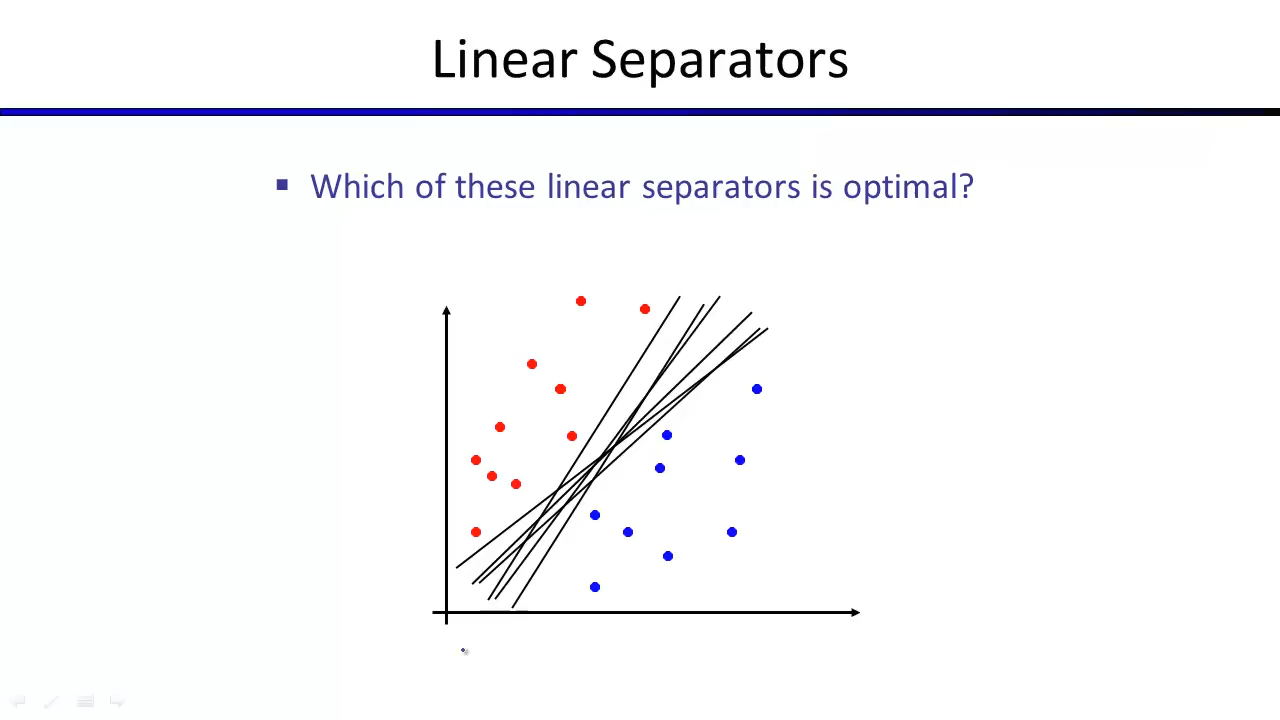 Linear Separators
▪ Which of these linear separators is optimal?